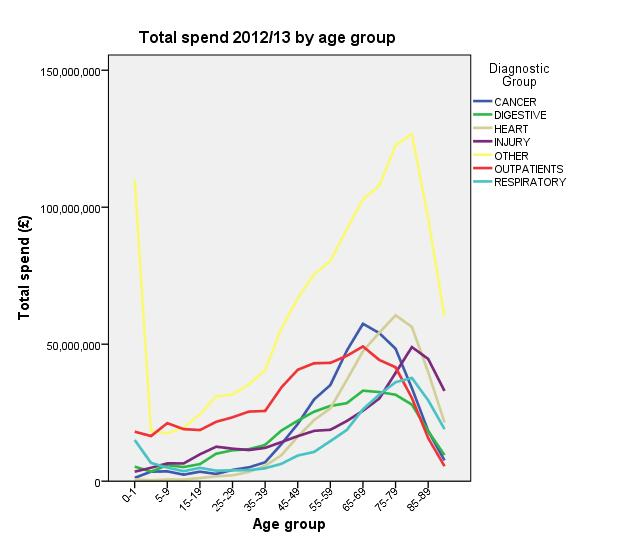 Total spend 2012/13 by age group
Total spend (£)
150,000,000
100,000,000
50,000,000
0
0-1
5-9
15-19
25-29
35-39
45-49
55-59
65-69
75-79
85-89
Age group
Diagnostic
Group
CANCER
DIGESTIVE
HEART
INJURY
OTHER
OUTPATIENTS
RESPIRATORY